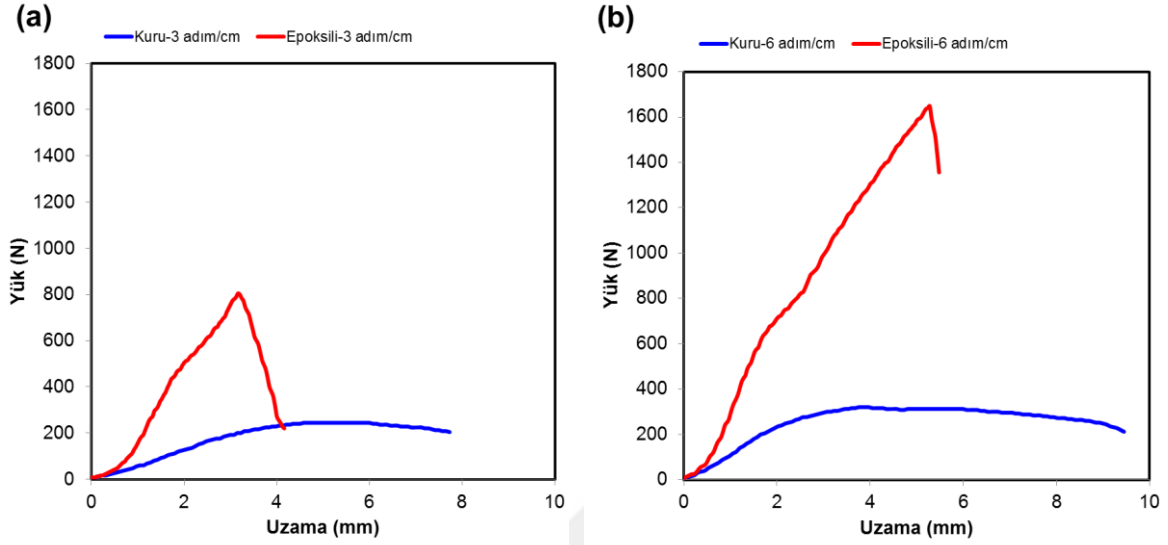 (a)
Kuru-3 adım/cm Epoksili-3 adım/cm
1800
1600
1400
1200
1000
800
600
400
200
0
Yük (N)
0 2 4 6 8 10
Uzama (mm)
(b)
Kuru-6 adım/cm Epoksili-6 adım/cm
1800
1600
1400
1200
1000
800
600
400
200
0
Yük (N)
0 2 4 6 8 10
Uzama (mm)